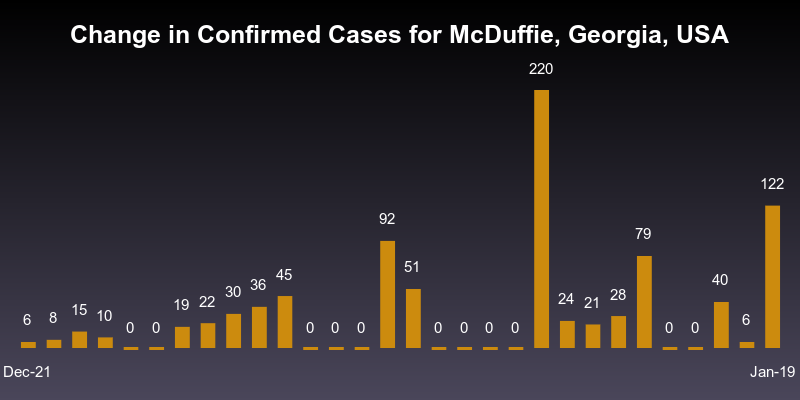 Change in Confirmed Cases for McDuffie, Georgia, USA
6 8 15 10 0 0 19 22 30 36 45 0 0 0 92 51 0 0 0 0 220 24 21 28 79 0 0 40 6 122
Dec-21 Jan-19